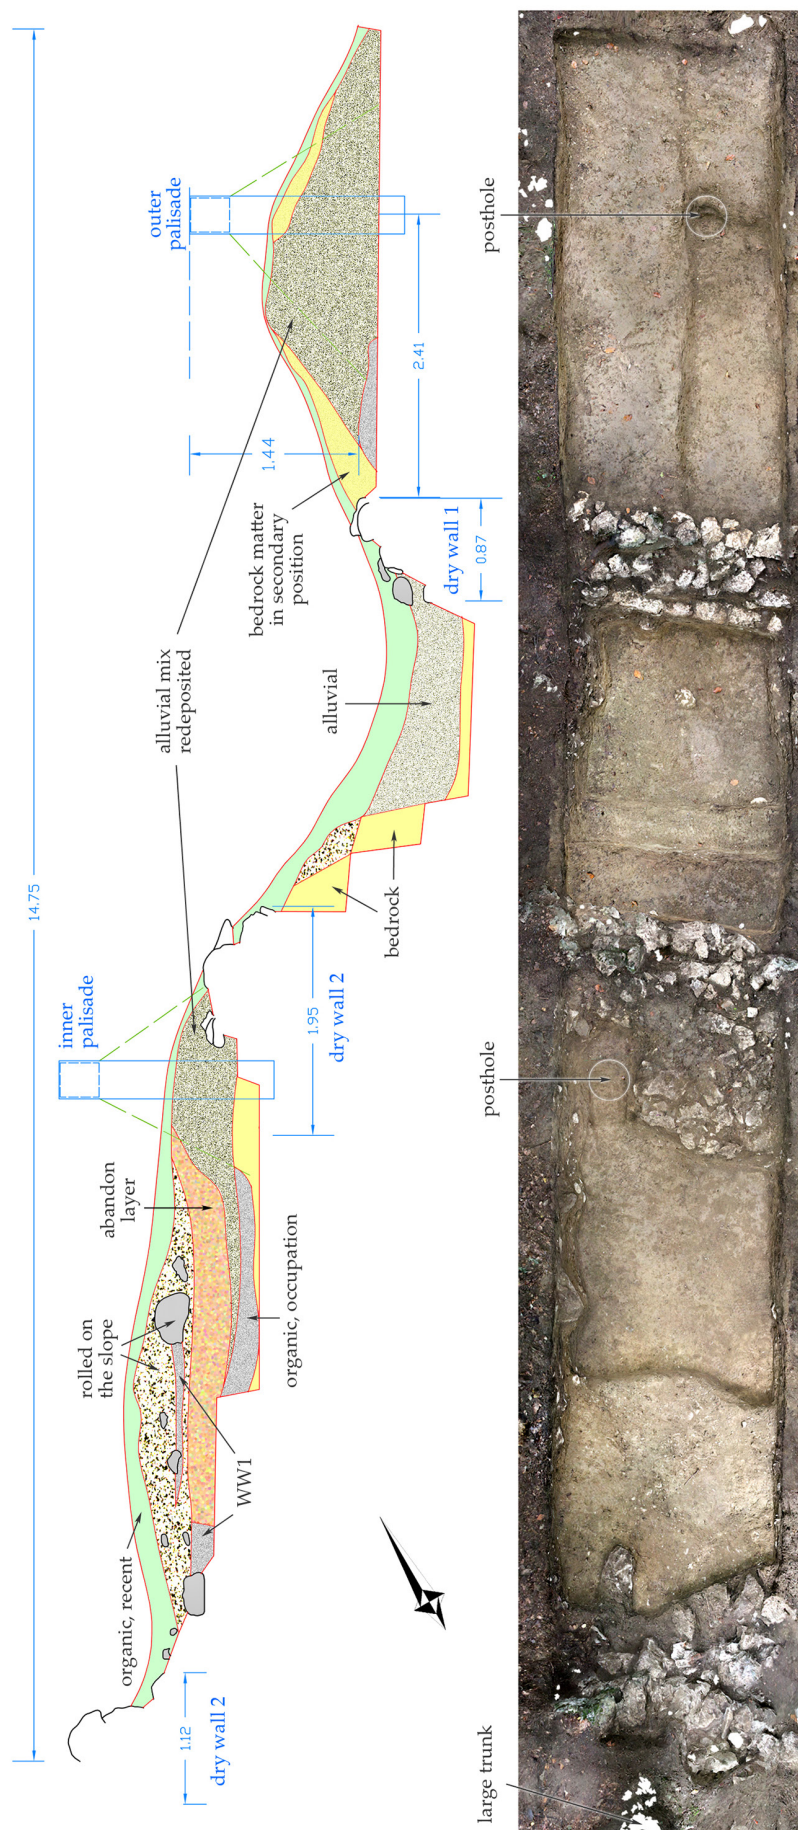 14.75
outer
palisade
posthole
2.41
1.44
bedrock matter
in secondary
position
dry wall 1
0.87
alluvial mix
redeposited
alluvial
bedrock
1.95
dry wall 2
inner
palisade
posthole
abandon
layer
organic, occupation
rolled on
the slope
WW1
organic, recent
1.12
dry wall 2
large trunk